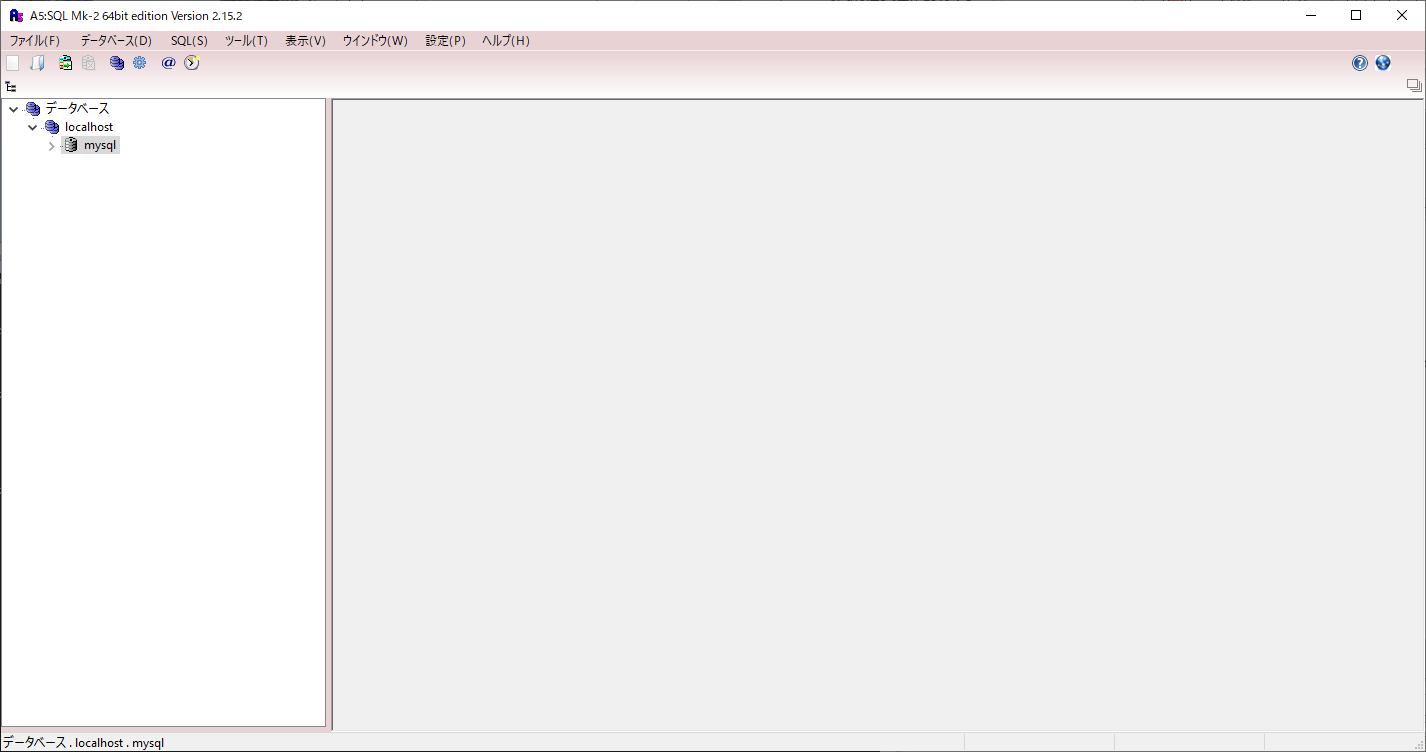 A5:SQL Mk-2 64bit edition Version 2.15.2
ファイル(F) データベース(D) SQL(S) ツール(T) 表示(V) ウインドウ(W) 設定(P) ヘルプ(H)
データベース
localhost
mysql
データベース . localhost . mysql